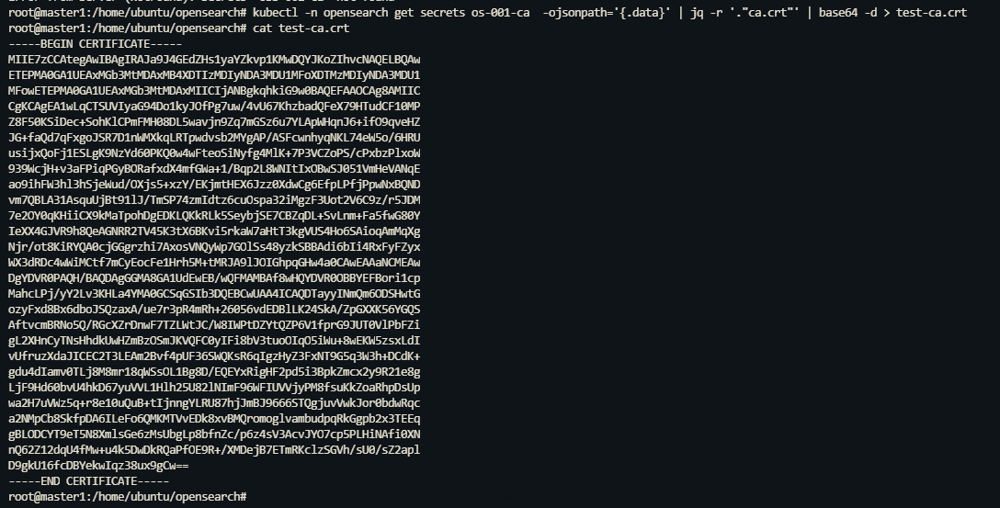 root@master1:/home/ubuntu/opensearch# kubectl -n opensearch get secrets os-001-ca  -ojsonpath='{.data}' | jq -r '."ca.crt"' | base64 -d > test-ca.crt
root@master1:/home/ubuntu/opensearch# cat test-ca.crt
-----BEGIN CERTIFICATE-----
MIIE7zCCAtegAwIBAgIRAJa9J4GEdZHs1yaYZkvp1KMwDQYJKoZIhvcNAQELBQAw
ETEPMA0GA1UEAxMGb3MtMDAxMB4XDTIzMDIyNDA3MDU1MFoXDTMzMDIyNDA3MDU1
MFowETEPMA0GA1UEAxMGb3MtMDAxMIICIjANBgkqhkiG9w0BAQEFAAOCAg8AMIIC
CgKCAgEA1wLqCTSUVIyaG94Do1kyJOfPg7uw/4vU67KhzbadQFeX79HTudCF10MP
Z8F50KSiDec+SohKlCPmFMH08DL5wavjn9Zq7mGSz6u7YLApWHqnJ6+ifO9qveHZ
JG+faQd7qFxgoJSR7D1nWMXkqLRTpwdvsb2MYgAP/ASFcwnhyqNKL74eW5o/6HRU
usijxQoFj1ESLgK9NzYd60PKQ0w4wFteoSiNyfg4MlK+7P3VCZoPS/cPxbzPlxoW
939WcjH+v3aFPiqPGyBORafxdX4mfGWa+1/Bqp2L8WNItIxOBwSJ051VmHeVANqE
ao9ihFW3hl3hSjeWud/OXjs5+xzY/EKjmtHEX6Jzz0XdwCg6EfpLPfjPpwNxBQND
vm7QBLA31AsquUjBt91lJ/TmSP74zmIdtz6cuOspa32iMgzF3Uot2V6C9z/r5JDM
7e2OY0qKHiiCX9kMaTpohDgEDKLQKkRLk5SeybjSE7CBZqDL+SvLnm+Fa5fwG80Y
IeXX4GJVR9h8QeAGNRR2TV45K3tX6BKvi5rkaW7aHtT3kgVUS4Ho6SAioqAmMqXg
Njr/ot8KiRYQA0cjGGgrzhi7AxosVNQyWp7GOlSs48yzkSBBAdi6bIi4RxFyFZyx
WX3dRDc4wWiMCtf7mCyEocFe1Hrh5M+tMRJA9lJOIGhpqGHw4a0CAwEAAaNCMEAw
DgYDVR0PAQH/BAQDAgGGMA8GA1UdEwEB/wQFMAMBAf8wHQYDVR0OBBYEFBori1cp
MahcLPj/yY2Lv3KHLa4YMA0GCSqGSIb3DQEBCwUAA4ICAQDTayyINmQm6ODSHwtG
ozyFxd8Bx6dboJSQzaxA/ue7r3pR4mRh+26056vdEDBlLK24SkA/ZpGXXK56YGQS
AftvcmBRNo5Q/RGcXZrDnwF7TZLWtJC/W8IWPtDZYtQZP6V1fprG9JUT0VlPbFZi
gL2XHnCyTNsHhdkUwHZmBzOSmJKVQFC0yIFi8bV3tuoOIqO5iWu+8wEKW5zsxLdI
vUfruzXdaJICEC2T3LEAm2Bvf4pUF36SWQKsR6qIgzHyZ3FxNT9G5q3W3h+DCdK+
gdu4dIamv0TLj8M8mr18qWSsOL1Bg8D/EQEYxRigHF2pd5i3BpkZmcx2y9R21e8g
LjF9Hd60bvU4hkD67yuVVL1Hlh25U82lNImF96WFIUVVjyPM8fsuKkZoaRhpDsUp
wa2H7uVWz5q+r8e10uQuB+tIjnngYLRU87hjJmBJ9666STQgjuvVwkJor0bdwRqc
a2NMpCb8SkfpDA6ILeFo6QMKMTVvEDk8xvBMQromoglvambudpqRkGgpb2x3TEEq
gBLODCYT9eT5N8XmlsGe6zMsUbgLp8bfnZc/p6z4sV3AcvJYO7cp5PLHiNAfi0XN
nQ62Z12dqU4fMw+u4k5DwDkRQaPfOE9R+/XMDejB7ETmRKclzSGVh/sU0/sZ2apl
D9gkU16fcDBYekwIqz38ux9gCw==
-----END CERTIFICATE-----
root@master1:/home/ubuntu/opensearch#